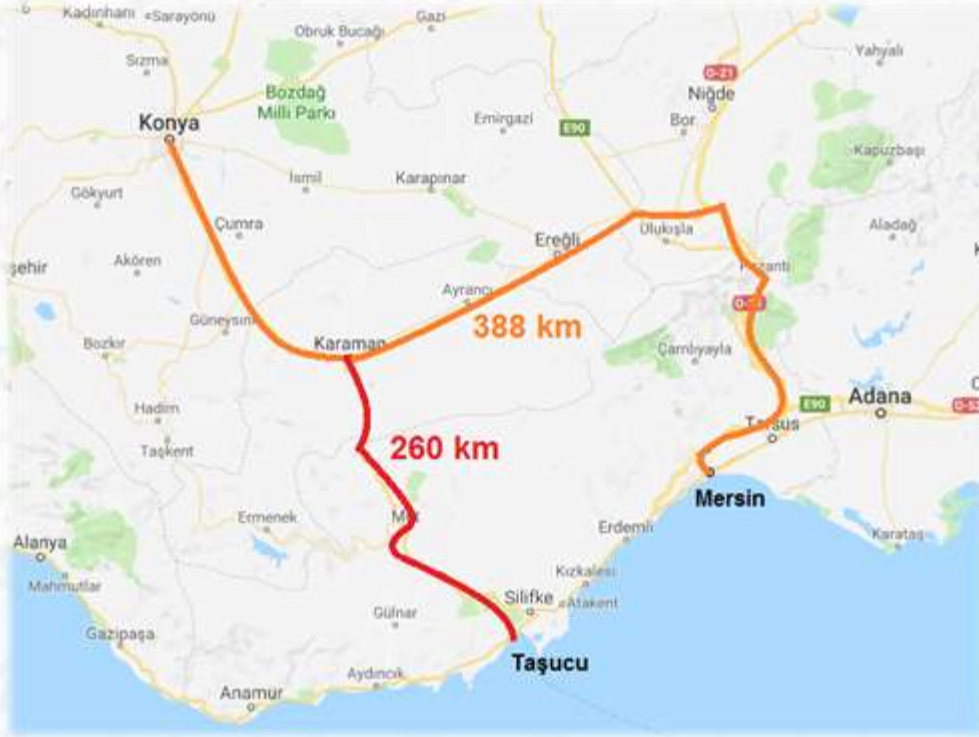 Kadınhanı
Sarayönü
Gazi
Obruk Bucağı
Sızma
Bozdağ
Milli Parkı
Yahyalı
O-21
Niğde
Konya
Emirgazi
E90
Bor
Kapuzbaşı
Gökyurt
İsmil
Karapınar
Çumra
Ereğli
Ulukışla
Aladağ
Akören
Ayrancı
Güneysınır
388 km
Karaman
Bozkır
Çamlıyayla
Hadim
E90
Adana
Taşkent
260 km
Tarsus
Mersin
Ermenek
Mut
Erdemli
Karataş
Alanya
Mahmutlar
Kızkalesi
Silifke
Atakent
Gülnar
Gazipaşa
Taşucu
Aydıncık
Anamur